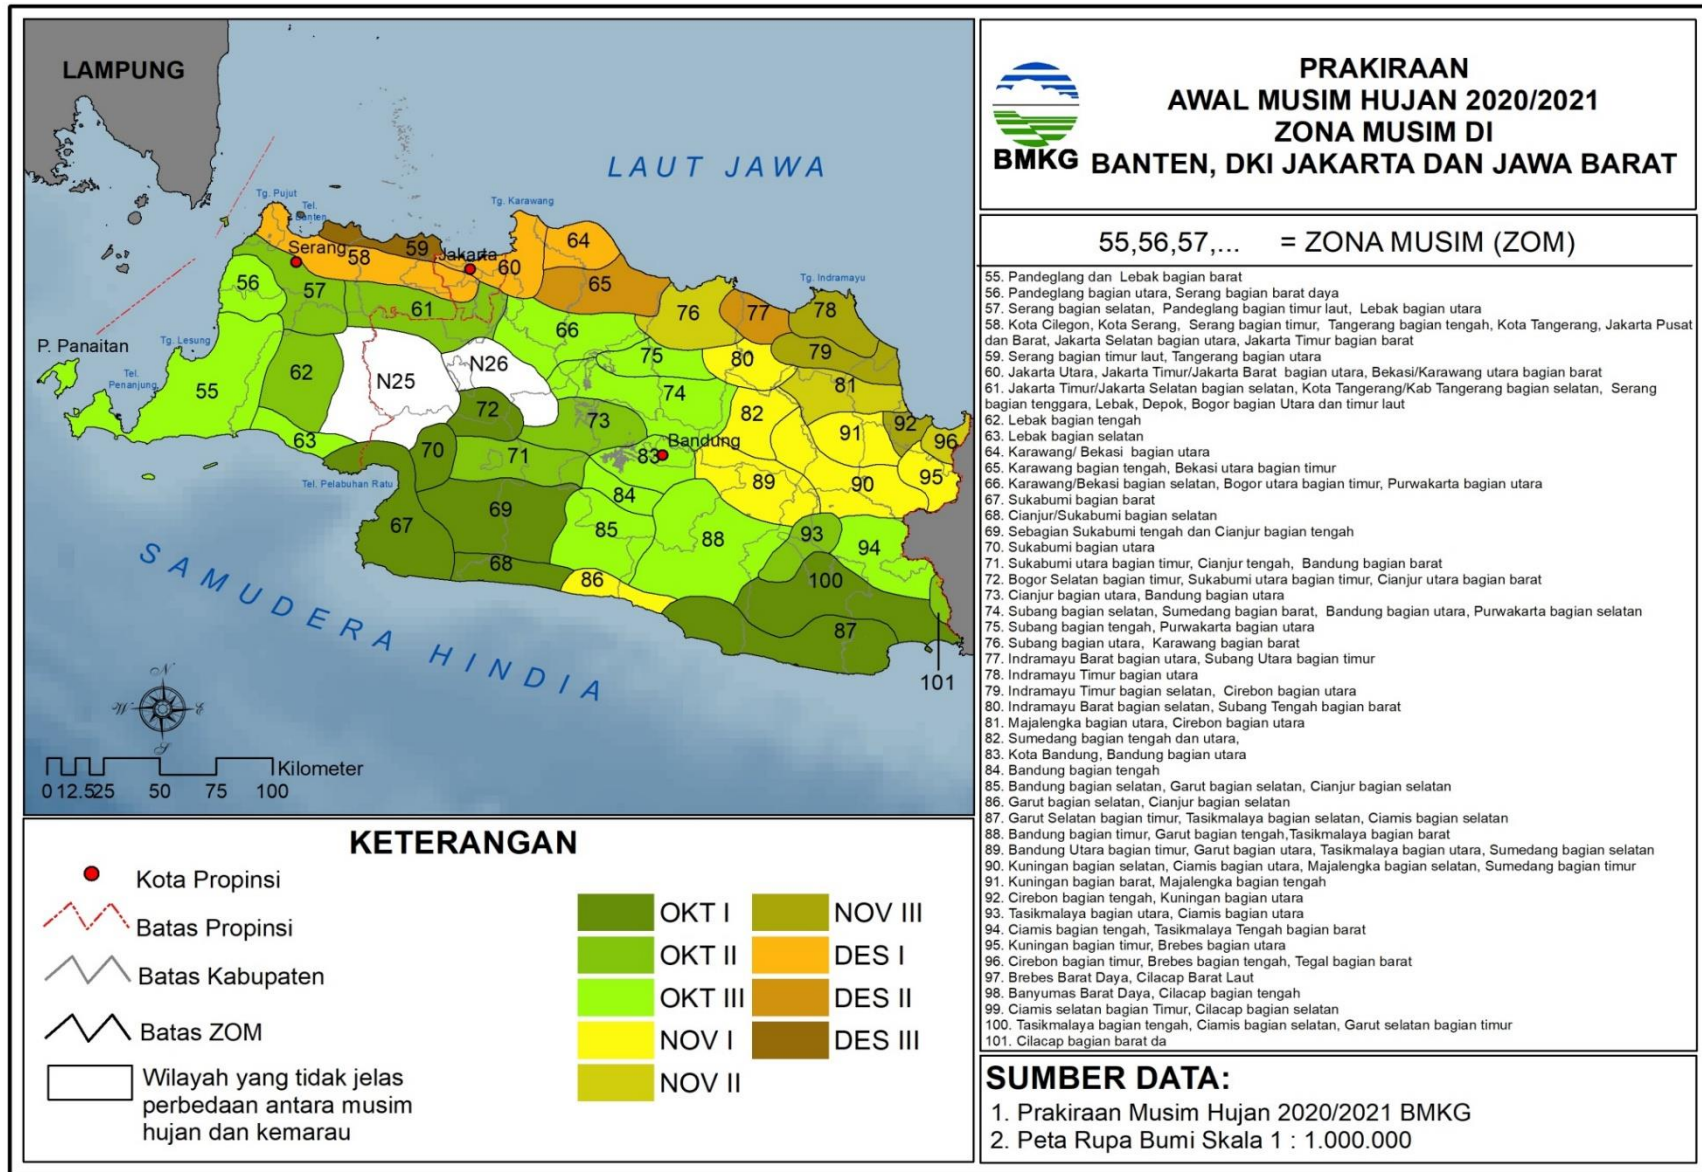 LAMPUNG
LAUT JAWA
Tg. Pujut
Tel.
Banten
Tg. Karawang
Tg. Indramayu
Serang
Jakarta
Bandung
P. Panaitan
Tg. Lesung
Tel.
Penanjung
Tel. Pelabuhan Ratu
SAMUDERA HINDIA
59
58
60
64
65
56
57
61
76
77
78
66
75
80
79
N25
N26
81
55
62
74
72
73
82
91
92
96
63
70
71
83
89
90
95
84
69
67
85
88
93
94
68
86
100
87
101
N
W
E
S
Kilometer
0 12.525 50 75 100
KETERANGAN
Kota Propinsi
Batas Propinsi
Batas Kabupaten
Batas ZOM
Wilayah yang tidak jelas
perbedaan antara musim
hujan dan kemarau
OKT I
OKT II
OKT III
NOV I
NOV II
NOV III
DES I
DES II
DES III
BMKG
PRAKIRAAN
AWAL MUSIM HUJAN 2020/2021
ZONA MUSIM DI
BANTEN, DKI JAKARTA DAN JAWA BARAT
55,56,57,... = ZONA MUSIM (ZOM)
55. Pandeglang dan Lebak bagian barat
56. Pandeglang bagian utara, Serang bagian barat daya
57. Serang bagian selatan, Pandeglang bagian timur laut, Lebak bagian utara
58. Kota Cilegon, Kota Serang, Serang bagian timur, Tangerang bagian tengah, Kota Tangerang, Jakarta Pusat
dan Barat, Jakarta Selatan bagian utara, Jakarta Timur bagian barat
59. Serang bagian timur laut, Tangerang bagian utara
60. Jakarta Utara, Jakarta Timur/Jakarta Barat bagian utara, Bekasi/Karawang utara bagian barat
61. Jakarta Timur/Jakarta Selatan bagian selatan, Kota Tangerang/Kab Tangerang bagian selatan, Serang
bagian tenggara, Lebak, Depok, Bogor bagian Utara dan timur laut
62. Lebak bagian tengah
63. Lebak bagian selatan
64. Karawang/ Bekasi bagian utara
65. Karawang bagian tengah, Bekasi utara bagian timur
66. Karawang/Bekasi bagian selatan, Bogor utara bagian timur, Purwakarta bagian utara
67. Sukabumi bagian barat
68. Cianjur/Sukabumi bagian selatan
69. Sebagian Sukabumi tengah dan Cianjur bagian tengah
70. Sukabumi bagian utara
71. Sukabumi utara bagian timur, Cianjur tengah, Bandung bagian barat
72. Bogor Selatan bagian timur, Sukabumi utara bagian timur, Cianjur utara bagian barat
73. Cianjur bagian utara, Bandung bagian utara
74. Subang bagian selatan, Sumedang bagian barat, Bandung bagian utara, Purwakarta bagian selatan
75. Subang bagian tengah, Purwakarta bagian utara
76. Subang bagian utara, Karawang bagian barat
77. Indramayu Barat bagian utara, Subang Utara bagian timur
78. Indramayu Timur bagian utara
79. Indramayu Timur bagian selatan, Cirebon bagian utara
80. Indramayu Barat bagian selatan, Subang Tengah bagian barat
81. Majalengka bagian utara, Cirebon bagian utara
82. Sumedang bagian tengah dan utara,
83. Kota Bandung, Bandung bagian utara
84. Bandung bagian tengah
85. Bandung bagian selatan, Garut bagian selatan, Cianjur bagian selatan
86. Garut bagian selatan, Cianjur bagian selatan
87. Garut Selatan bagian timur, Tasikmalaya bagian selatan, Ciamis bagian selatan
88. Bandung bagian timur, Garut bagian tengah,Tasikmalaya bagian barat
89. Bandung Utara bagian timur, Garut bagian utara, Tasikmalaya bagian utara, Sumedang bagian selatan
90. Kuningan bagian selatan, Ciamis bagian utara, Majalengka bagian selatan, Sumedang bagian timur
91. Kuningan bagian barat, Majalengka bagian tengah
92. Cirebon bagian tengah, Kuningan bagian utara
93. Tasikmalaya bagian utara, Ciamis bagian utara
94. Ciamis bagian tengah, Tasikmalaya Tengah bagian barat
95. Kuningan bagian timur, Brebes bagian utara
96. Cirebon bagian timur, Brebes bagian tengah, Tegal bagian barat
97. Brebes Barat Daya, Cilacap Barat Laut
98. Banyumas Barat Daya, Cilacap bagian tengah
99. Ciamis selatan bagian Timur, Cilacap bagian selatan
100. Tasikmalaya bagian tengah, Ciamis bagian selatan, Garut selatan bagian timur
101. Cilacap bagian barat da
SUMBER DATA:
1. Prakiraan Musim Hujan 2020/2021 BMKG
2. Peta Rupa Bumi Skala 1 : 1.000.000